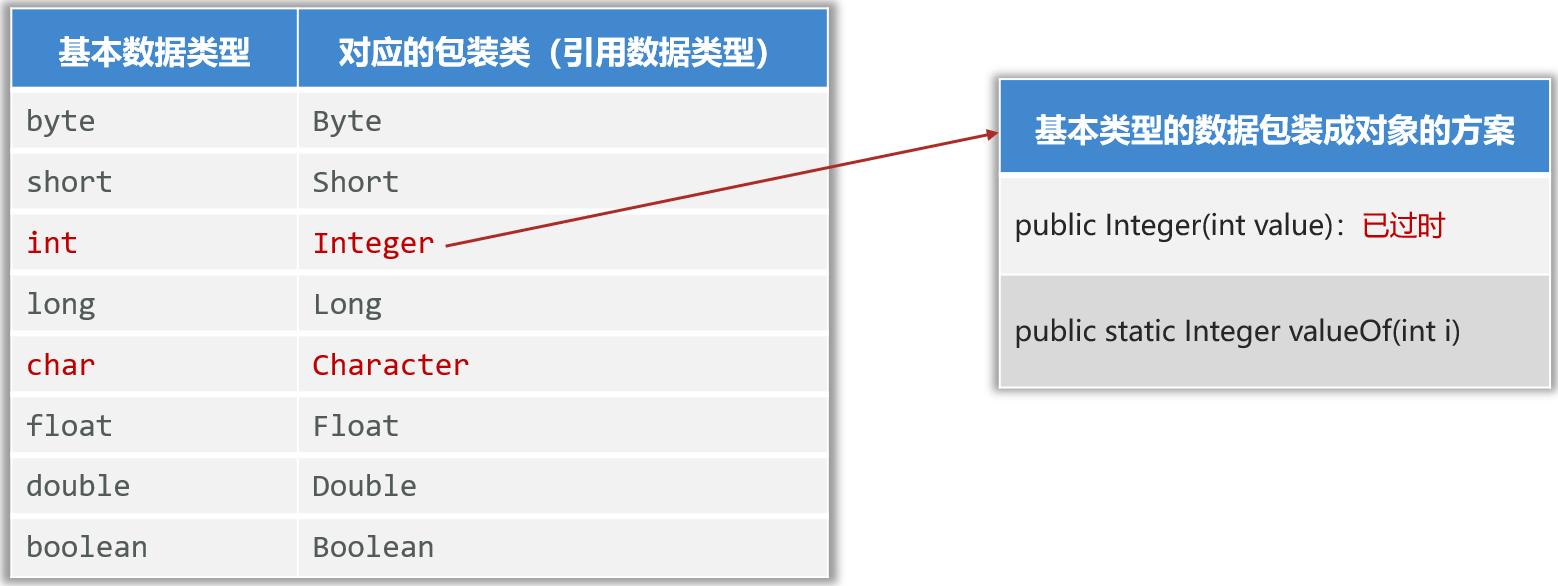 基本数据类型 对应的包装类（引用数据类型）
byte Byte
short Short
int Integer
long Long
char Character
float Float
double Double
boolean Boolean
基本类型的数据包装成对象的方案
public Integer(int value)：已过时
public static Integer valueOf(int i)